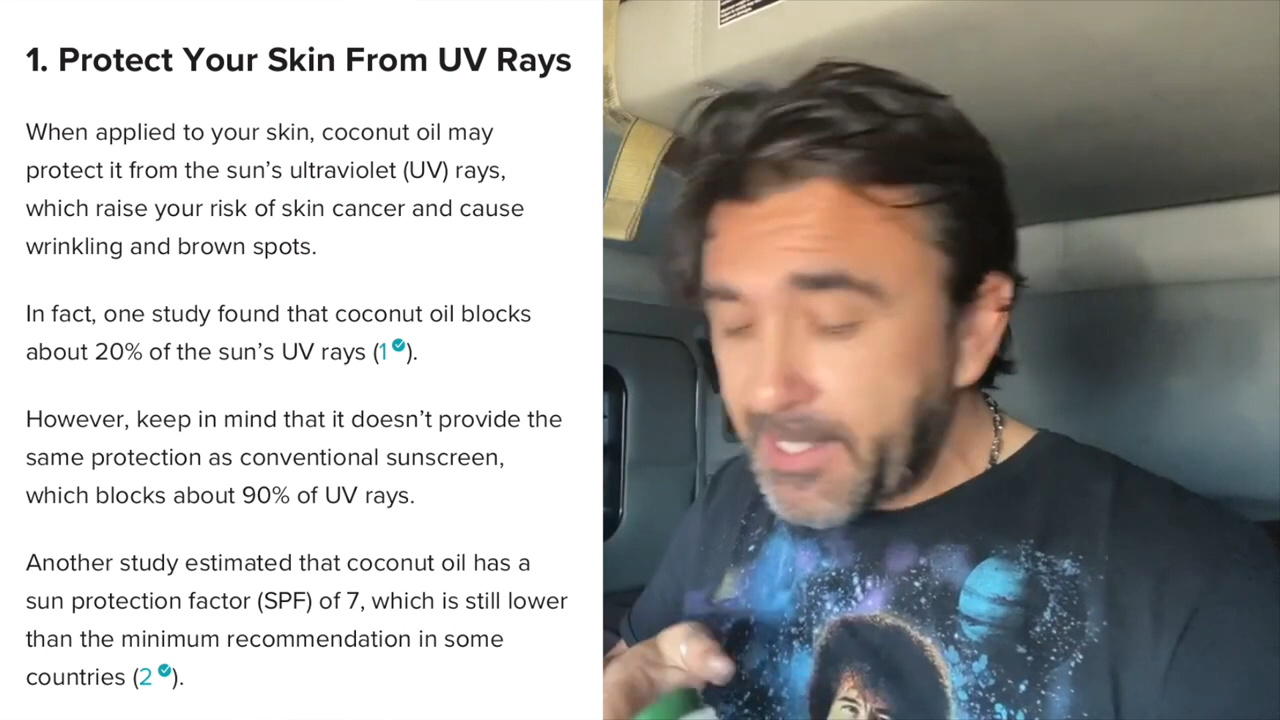 1. Protect Your Skin From UV Rays
When applied to your skin, coconut oil may
protect it from the sun’s ultraviolet (UV) rays,
which raise your risk of skin cancer and cause
wrinkling and brown spots.
In fact, one study found that coconut oil blocks
about 20% of the sun’s UV rays (1).
However, keep in mind that it doesn’t provide the
same protection as conventional sunscreen,
which blocks about 90% of UV rays.
Another study estimated that coconut oil has a
sun protection factor (SPF) of 7, which is still lower
than the minimum recommendation in some
countries (2).